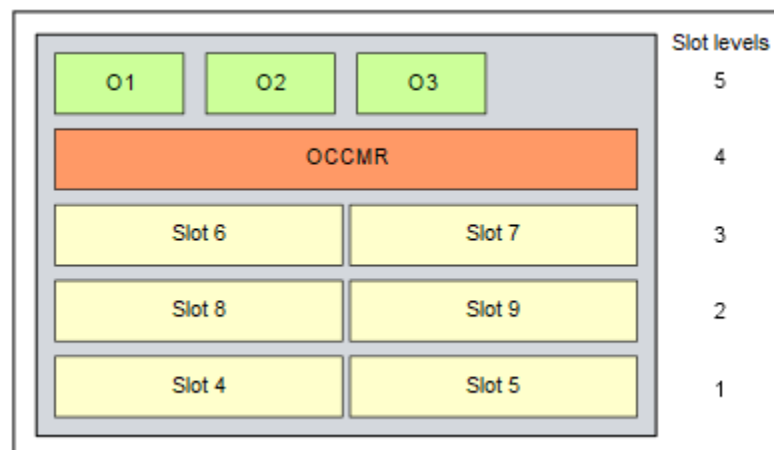 Slot levels
O1 O2 O3 5
OCCMR 4
Slot 6 Slot 7 3
Slot 8 Slot 9 2
Slot 4 Slot 5 1